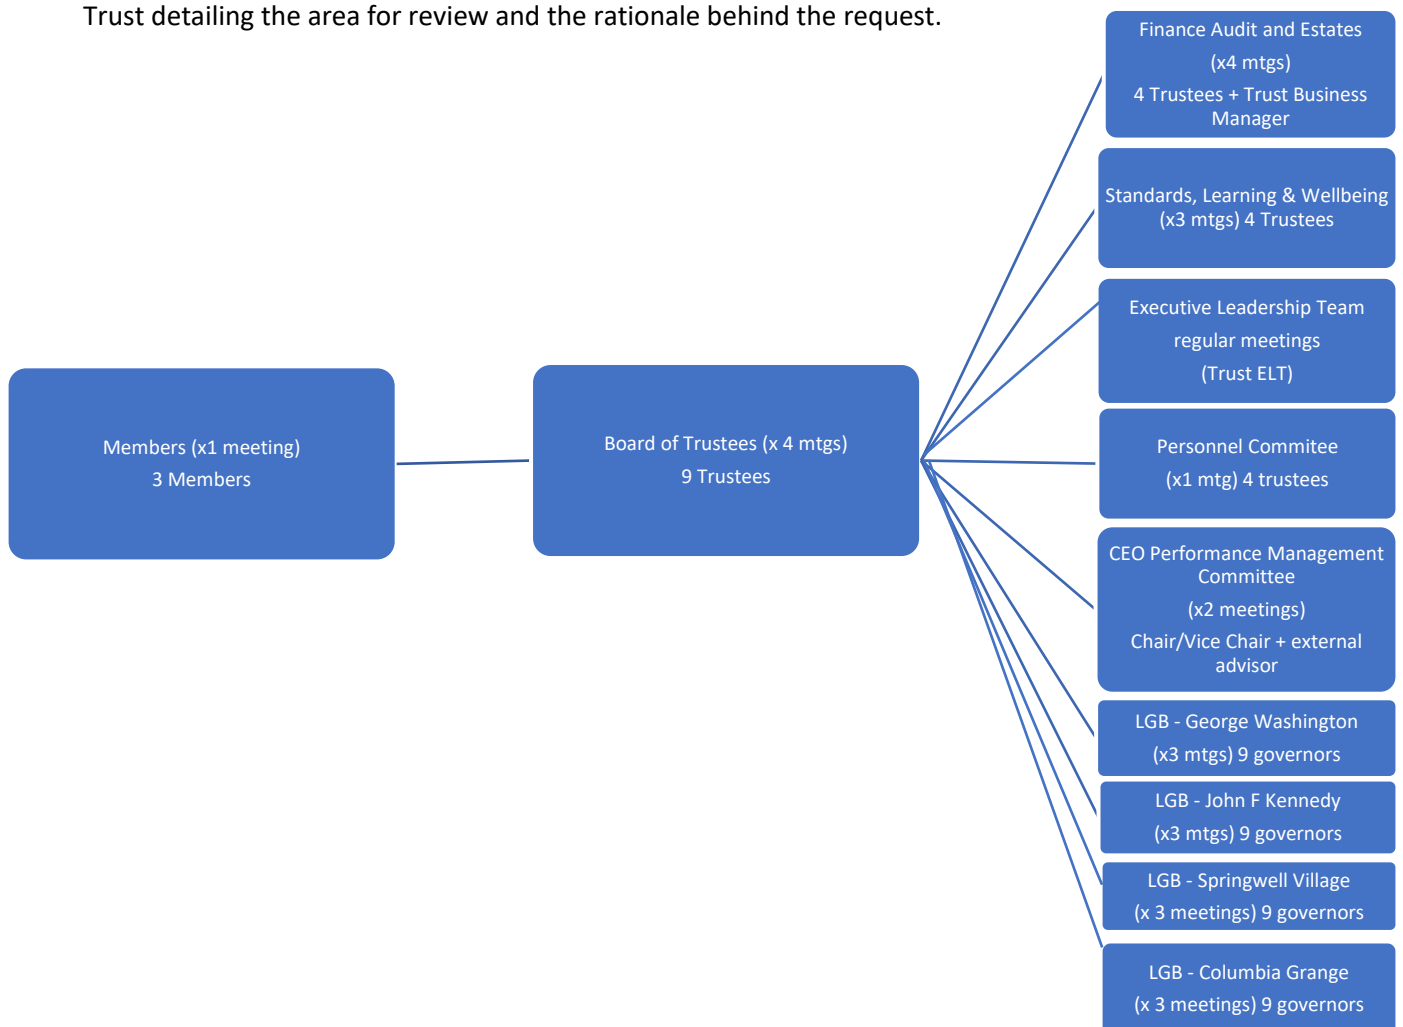 Trust detailing the area for review and the rationale behind the request.
Members (x1 meeting)
3 Members
Board of Trustees (x 4 mtgs)
9 Trustees
Finance Audit and Estates
(x4 mtgs)
4 Trustees + Trust Business
Manager
Standards, Learning & Wellbeing
(x3 mtgs) 4 Trustees
Executive Leadership Team
regular meetings
(Trust ELT)
Personnel Commitee
(x1 mtg) 4 trustees
CEO Performance Management
Committee
(x2 meetings)
Chair/Vice Chair + external
advisor
LGB - George Washington
(x3 mtgs) 9 governors
LGB - John F Kennedy
(x3 mtgs) 9 governors
LGB - Springwell Village
(x 3 meetings) 9 governors
LGB - Columbia Grange
(x 3 meetings) 9 governors